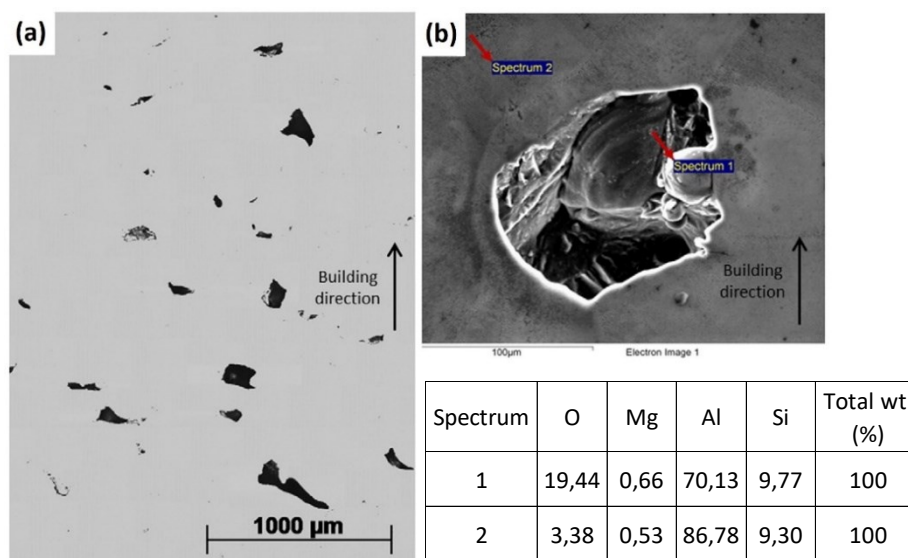 (a)
Building
direction
1000 µm
(b)
Spectrum 2
Spectrum 1
Building
direction
100µm
Electron Image 1
Spectrum O Mg Al Si Total wt (%)
1 19,44 0,66 70,13 9,77 100
2 3,38 0,53 86,78 9,30 100